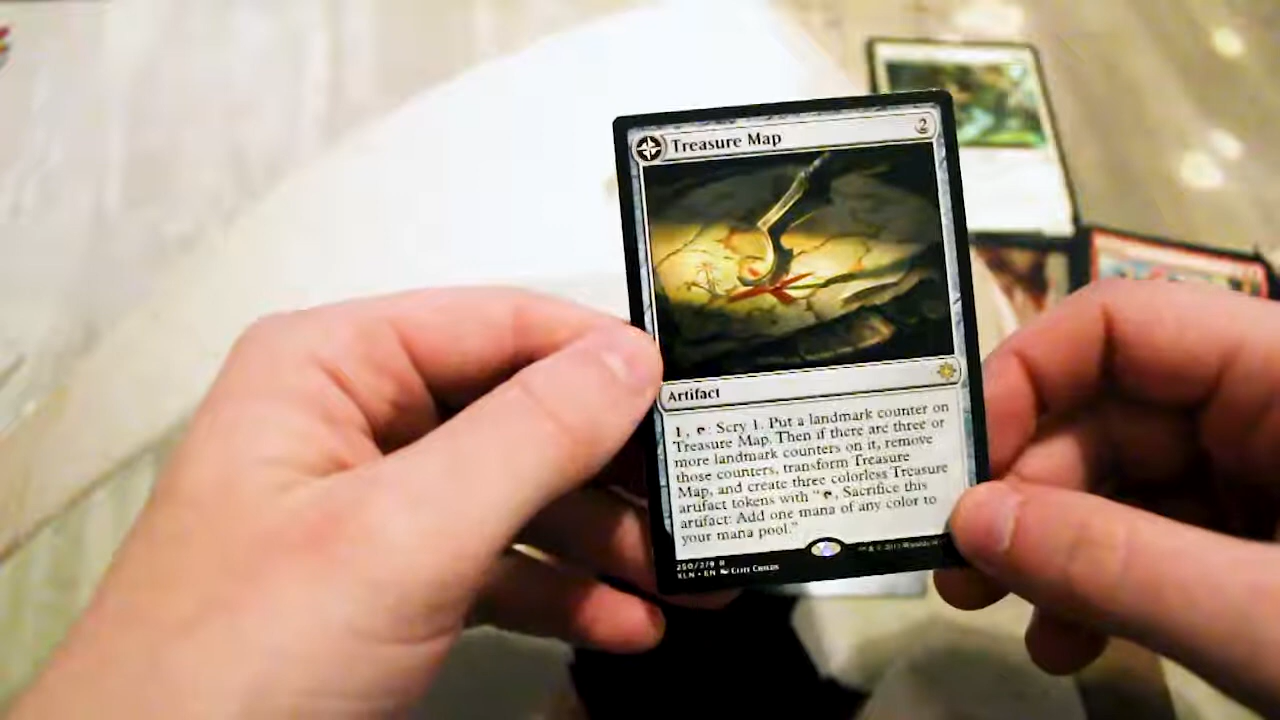 Treasure Map 2
Artifact
1, : Scry 1. Put a landmark counter on
Treasure Map. Then if there are three or
more landmark counters on it, remove
those counters, transform Treasure
Map, and create three colorless Treasure
artifact tokens with “, Sacrifice this
artifact: Add one mana of any color to
your mana pool.”
250/279 R
XLN • EN Cliff Childs